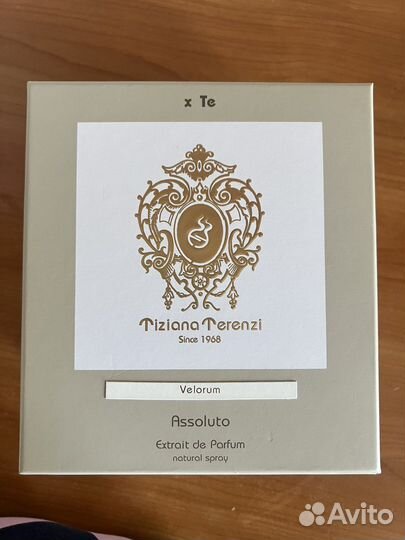 x Te
Tiziana Terenzi
Since 1968
Velorum
Assoluto
Extrait de Parfum
natural spray
Avito